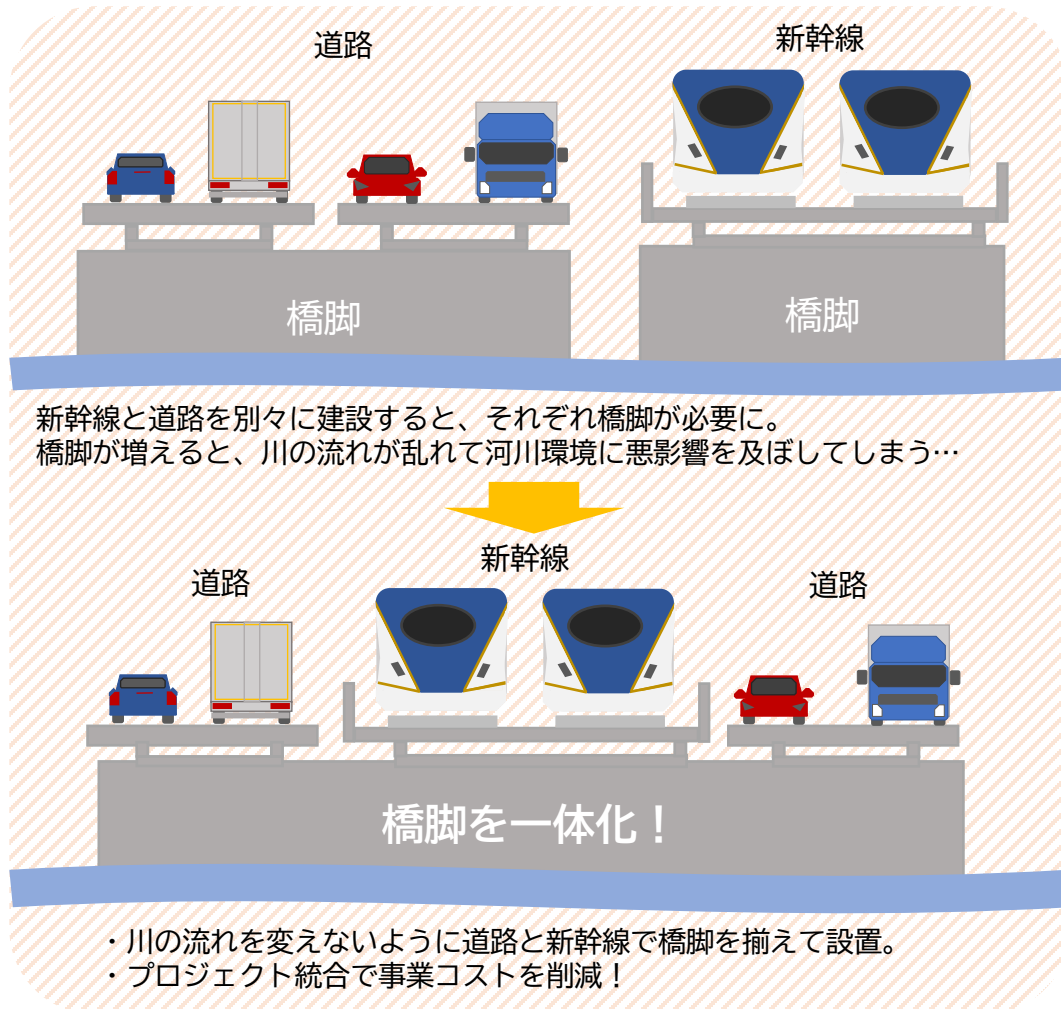 道路
新幹線
橋脚
橋脚
新幹線と道路を別々に建設すると、それぞれ橋脚が必要に。
橋脚が増えると、川の流れが乱れて河川環境に悪影響を及ぼしてしまう…
新幹線
道路
道路
橋脚を一体化！
・川の流れを変えないように道路と新幹線で橋脚を揃えて設置。
・プロジェクト統合で事業コストを削減！